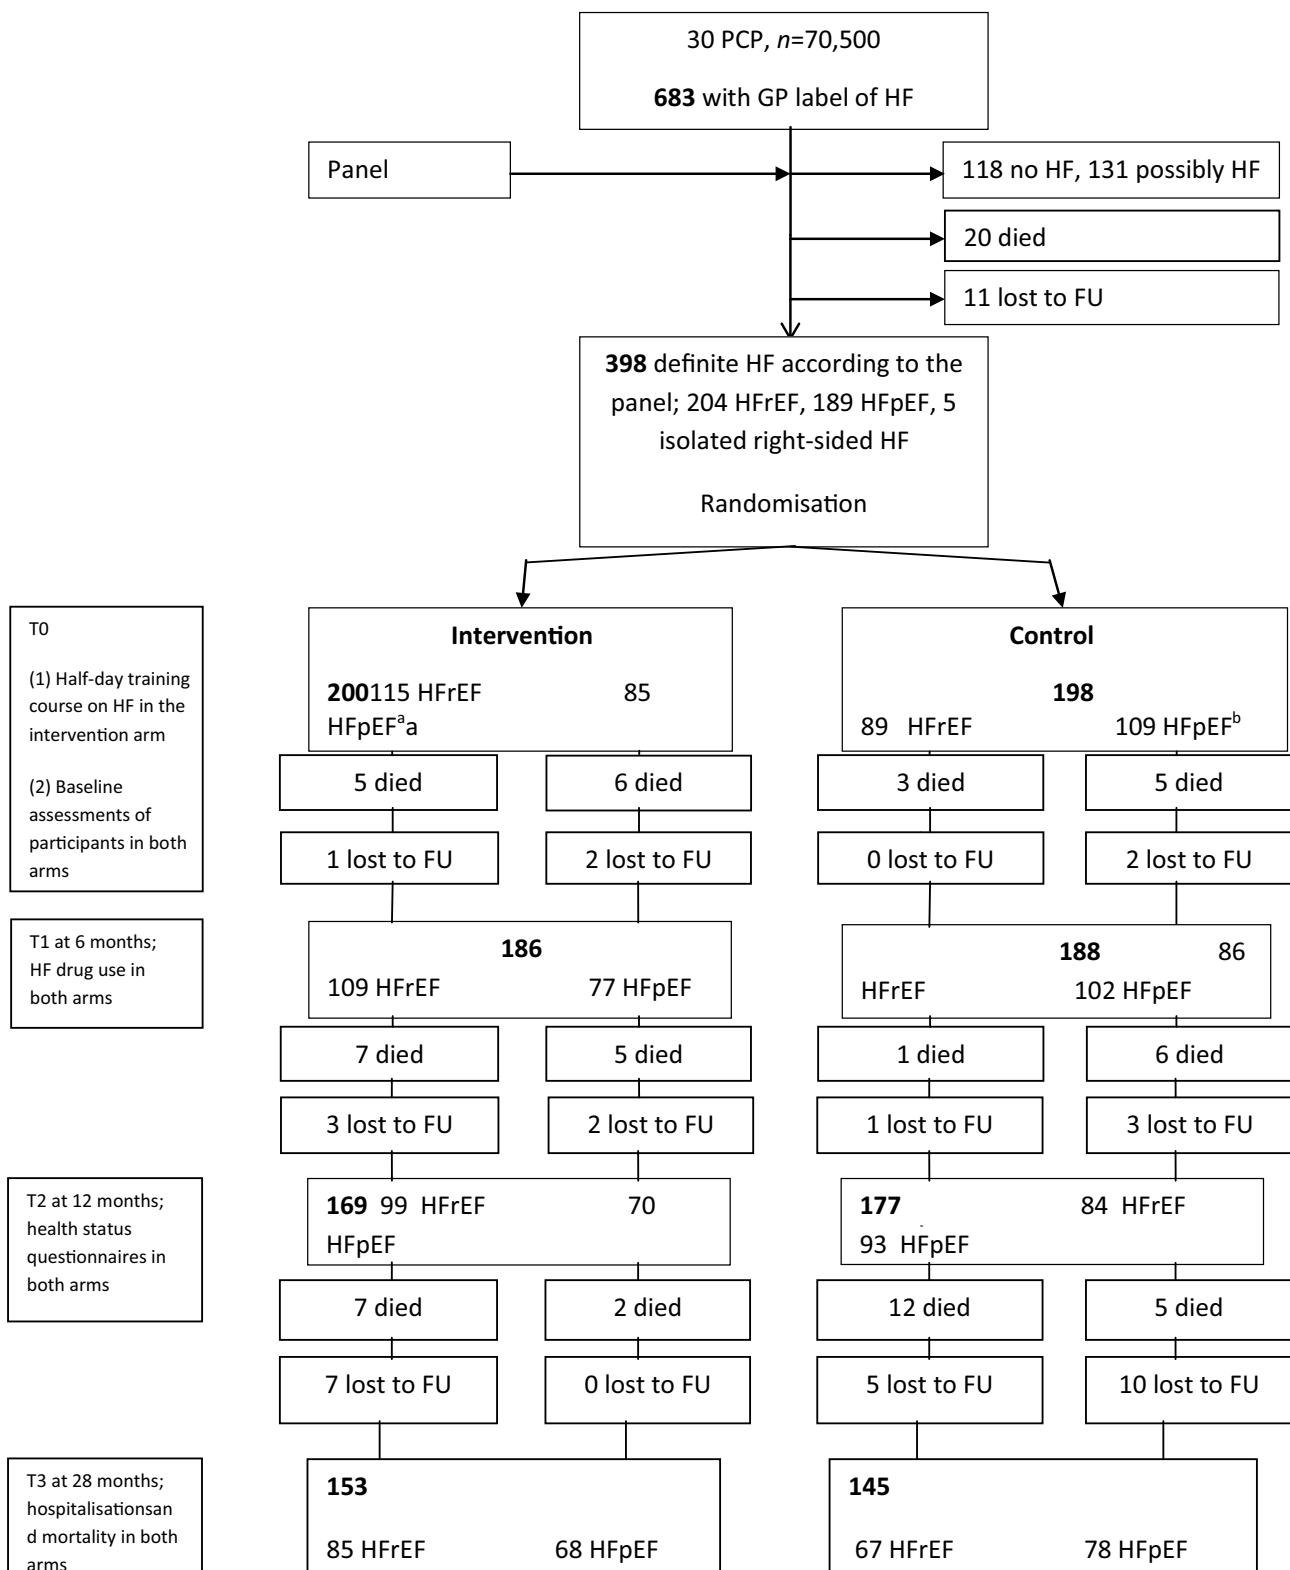 30 PCP, n=70,500
683 with GP label of HF
Panel
118 no HF, 131 possibly HF
20 died
11 lost to FU
398 definite HF according to the
panel; 204 HFrEF, 189 HFpEF, 5
isolated right-sided HF
Randomisation
T0
(1) Half-day training
course on HF in the
intervention arm
(2) Baseline
assessments of
participants in both
arms
Intervention
200115 HFrEF 85
HFpEFᵃa
Control
198
89 HFrEF 109 HFpEFᵇ
5 died
6 died
3 died
5 died
1 lost to FU
2 lost to FU
0 lost to FU
2 lost to FU
T1 at 6 months;
HF drug use in
both arms
186
109 HFrEF 77 HFpEF
188 86
HFrEF 102 HFpEF
7 died
5 died
1 died
6 died
3 lost to FU
2 lost to FU
1 lost to FU
3 lost to FU
T2 at 12 months;
health status
questionnaires in
both arms
169 99 HFrEF 70
HFpEF
177 84 HFrEF
93 HFpEF
7 died
2 died
12 died
5 died
7 lost to FU
0 lost to FU
5 lost to FU
10 lost to FU
T3 at 28 months;
hospitalisationsan
d mortality in both
arms
153
85 HFrEF 68 HFpEF
145
67 HFrEF 78 HFpEF